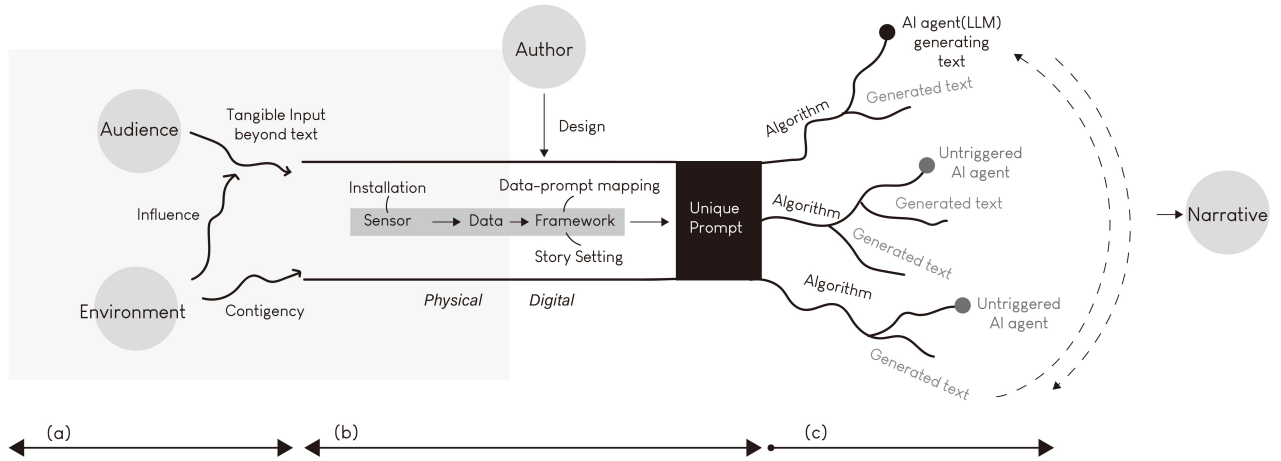 Author
AI agent(LLM)
generating
text
Generated text
Algorithm
Audience
Tangible Input
beyond text
Design
Installation
Data-prompt mapping
Sensor
Data
Framework
Story Setting
Unique
Prompt
Untriggered
AI agent
Algorithm
Generated text
Generated text
Influence
Narrative
Environment
Contigency
Physical
Digital
Algorithm
Untriggered
AI agent
Generated text
(a)
(b)
(c)